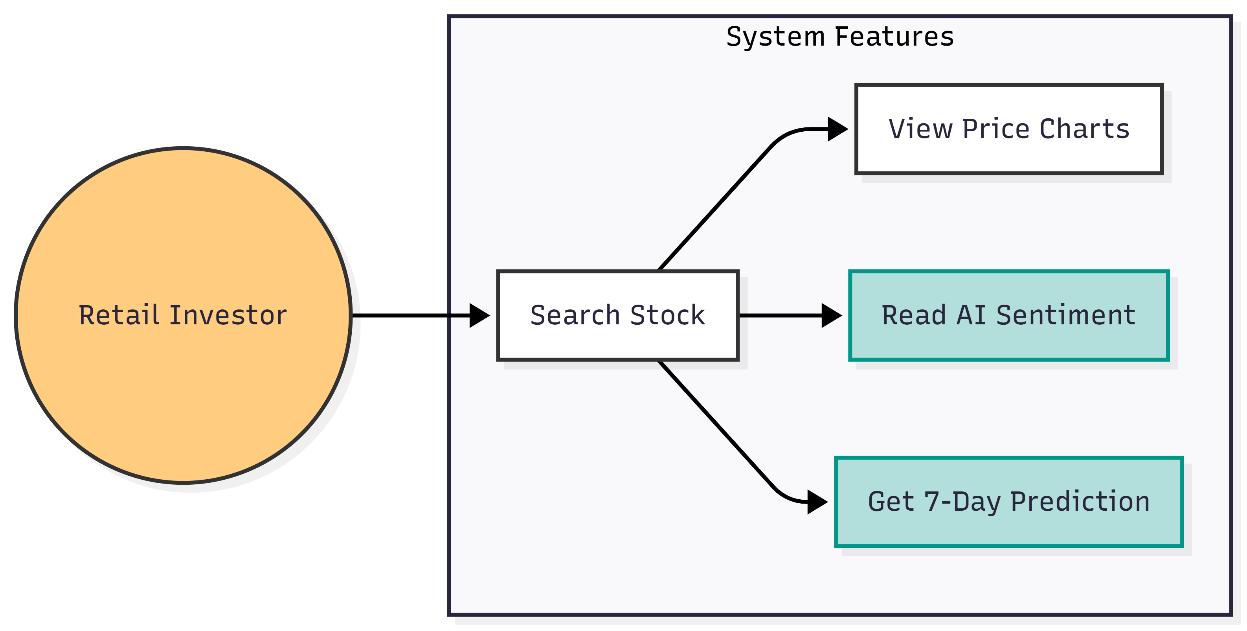 System Features
View Price Charts
Retail Investor
Search Stock
Read AI Sentiment
Get 7-Day Prediction